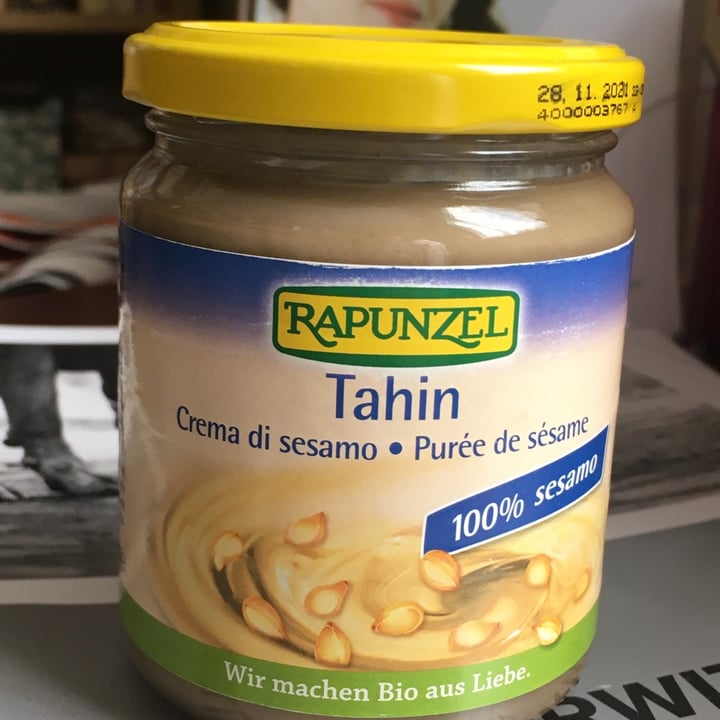 28. 11. 2021
4000003767 A
RAPUNZEL
Tahin
Crema di sesamo • Purée de sésame
100% sesamo
Wir machen Bio aus Liebe.